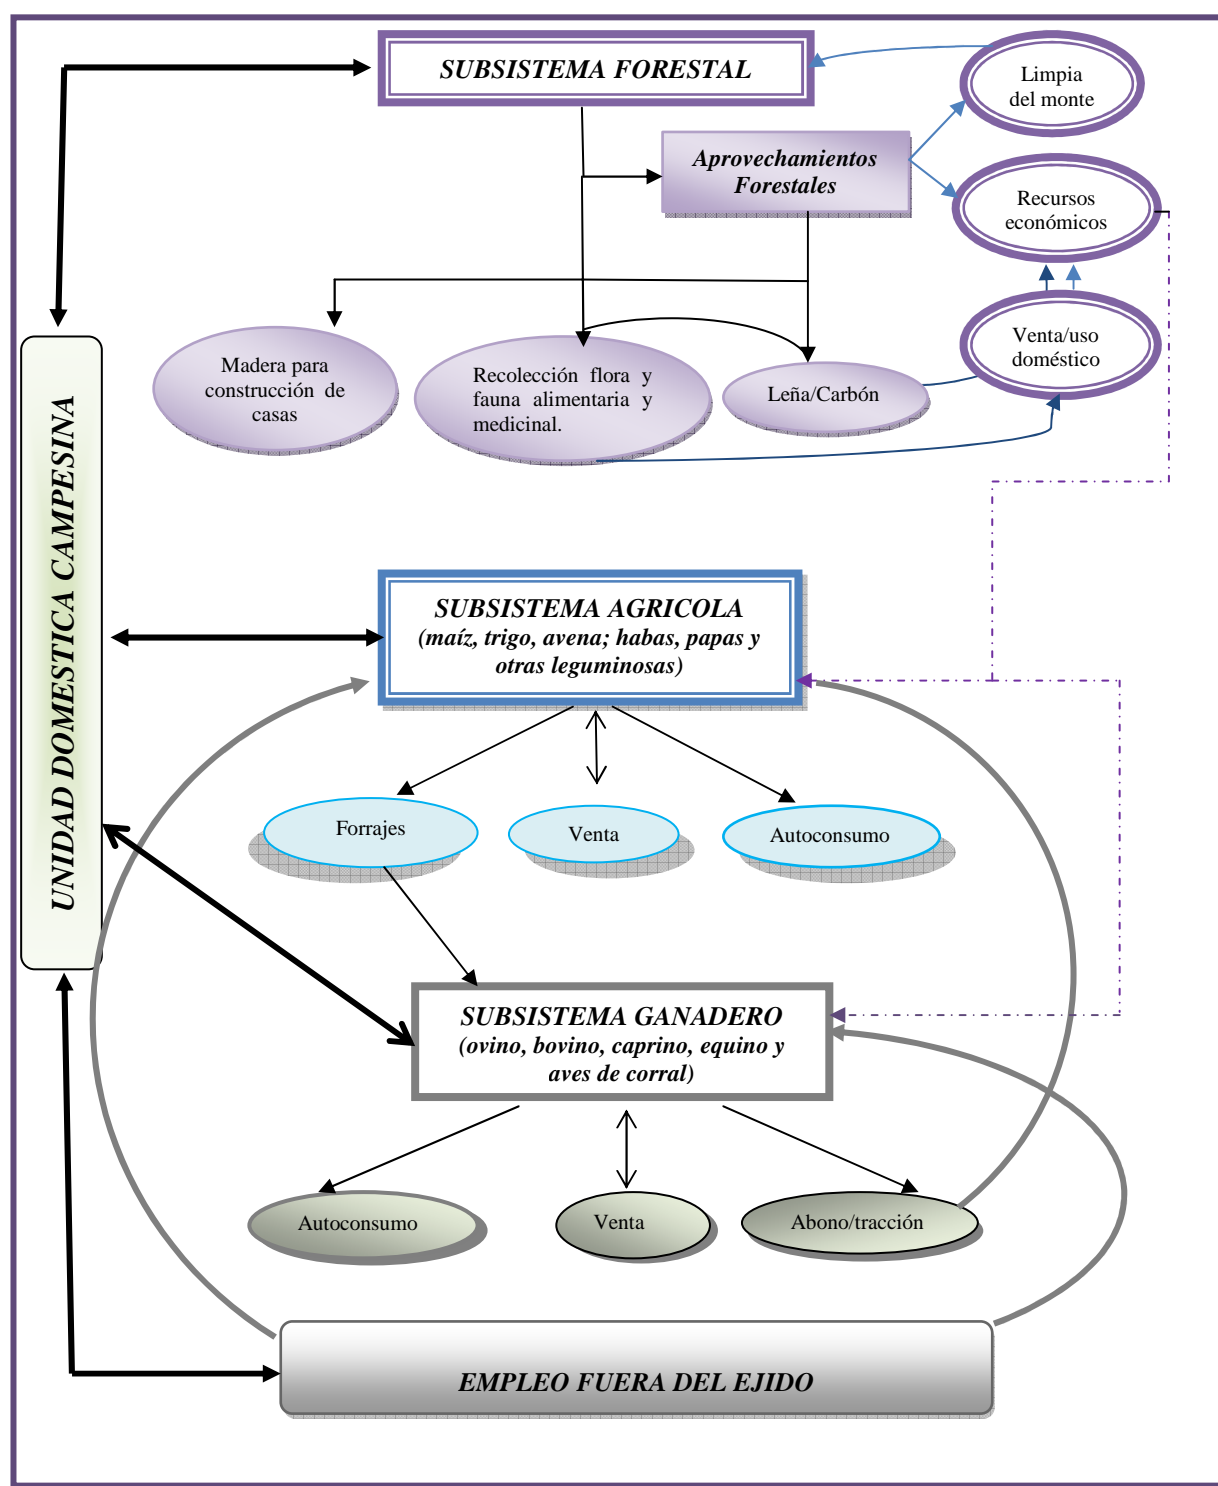 SUBSISTEMA FORESTAL
Limpia
del monte
Aprovechamientos
Forestales
Recursos
económicos
Venta/uso
doméstico
Madera para
construcción de
casas
Recolección flora y
fauna alimentaria y
medicinal.
Leña/Carbón
UNIDAD DOMESTICA CAMPESINA
SUBSISTEMA AGRICOLA
(maíz, trigo, avena; habas, papas y
otras leguminosas)
Forrajes
Venta
Autoconsumo
SUBSISTEMA GANADERO
(ovino, bovino, caprino, equino y
aves de corral)
Autoconsumo
Venta
Abono/tracción
EMPLEO FUERA DEL EJIDO